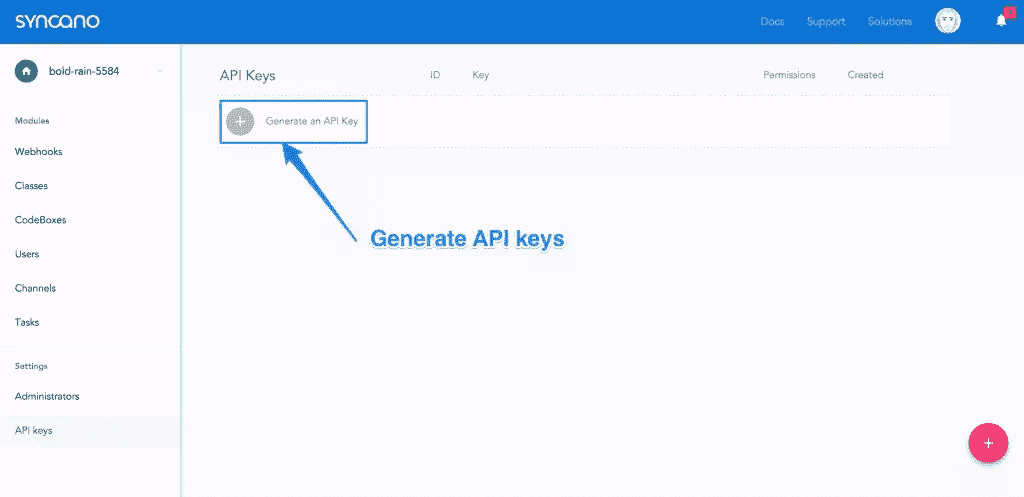 syncano
Docs Support Solutions
1
bold-rain-5584
API Keys ID Key Permissions Created
Generate an API Key
Modules
Webhooks
Classes
CodeBoxes
Users
Channels
Tasks
Generate API keys
Settings
Administrators
API keys